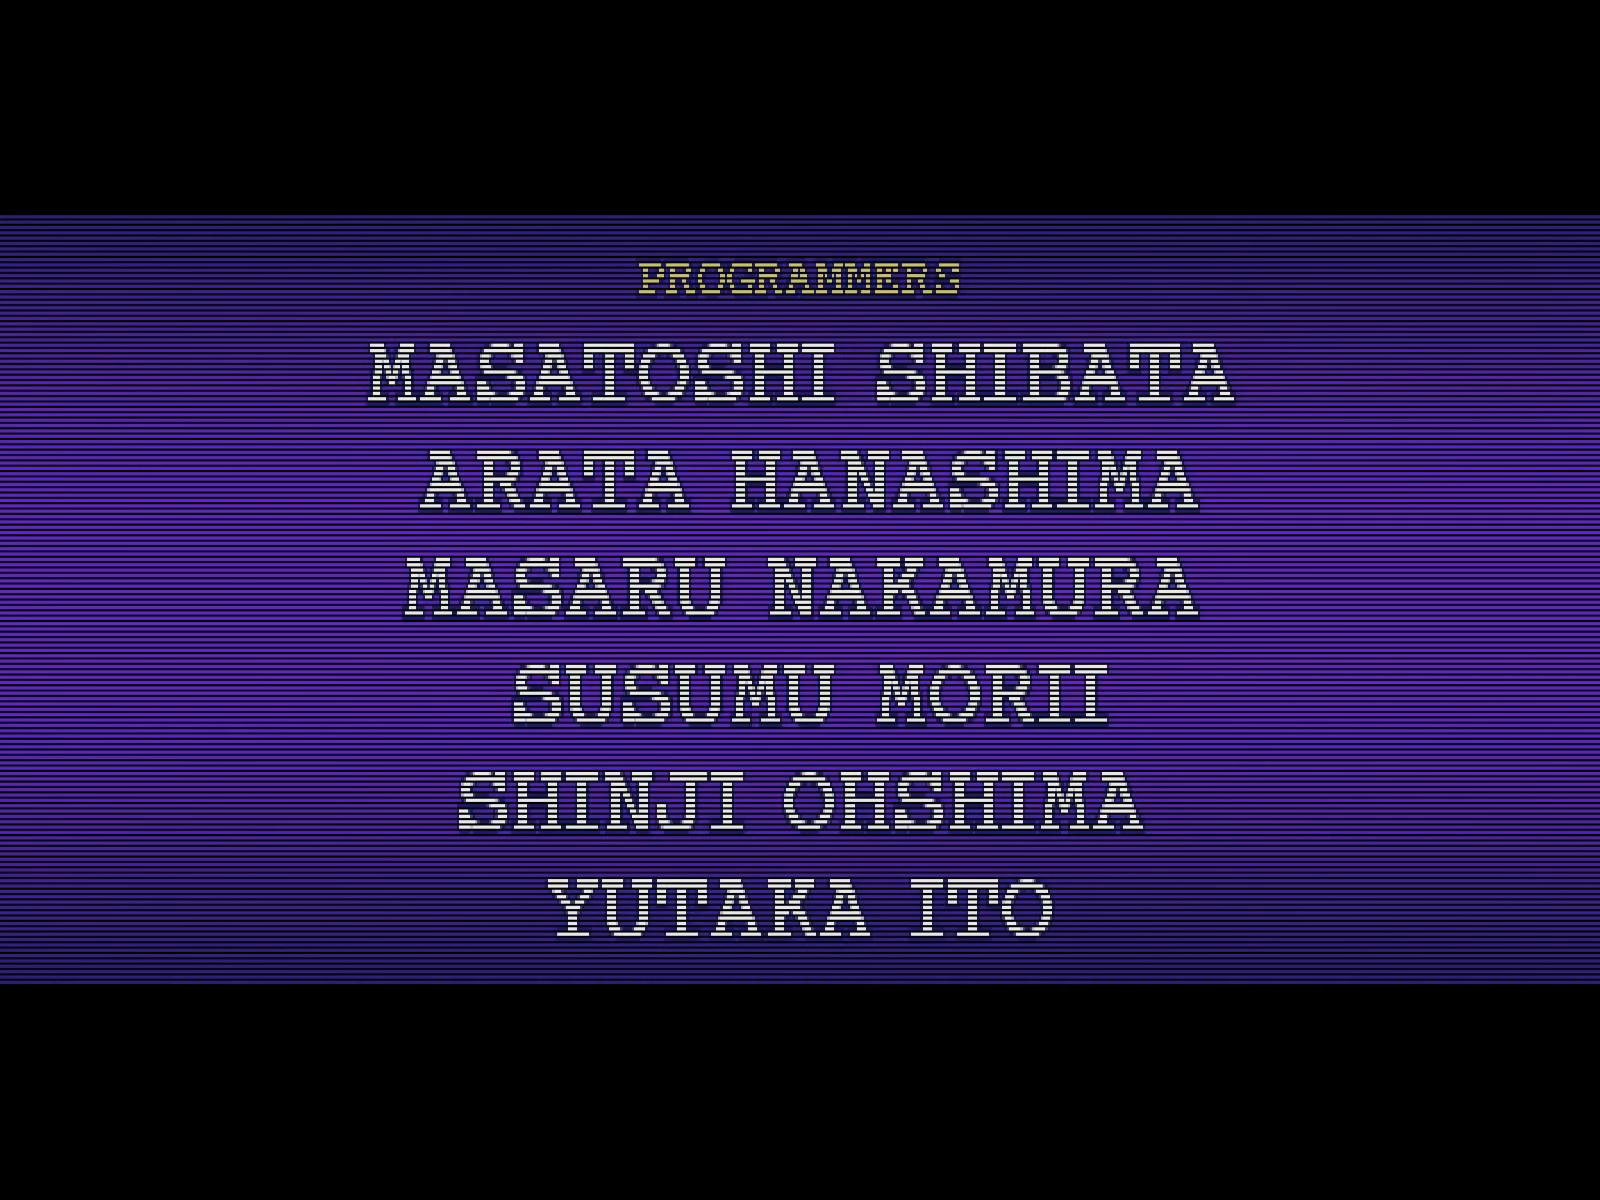 PROGRAMMERS
MASATOSHI SHIBATA
ARATA HANASHIMA
MASARU NAKAMURA
SUSUMU MORII
SHINJI OHSHIMA
YUTAKA ITO